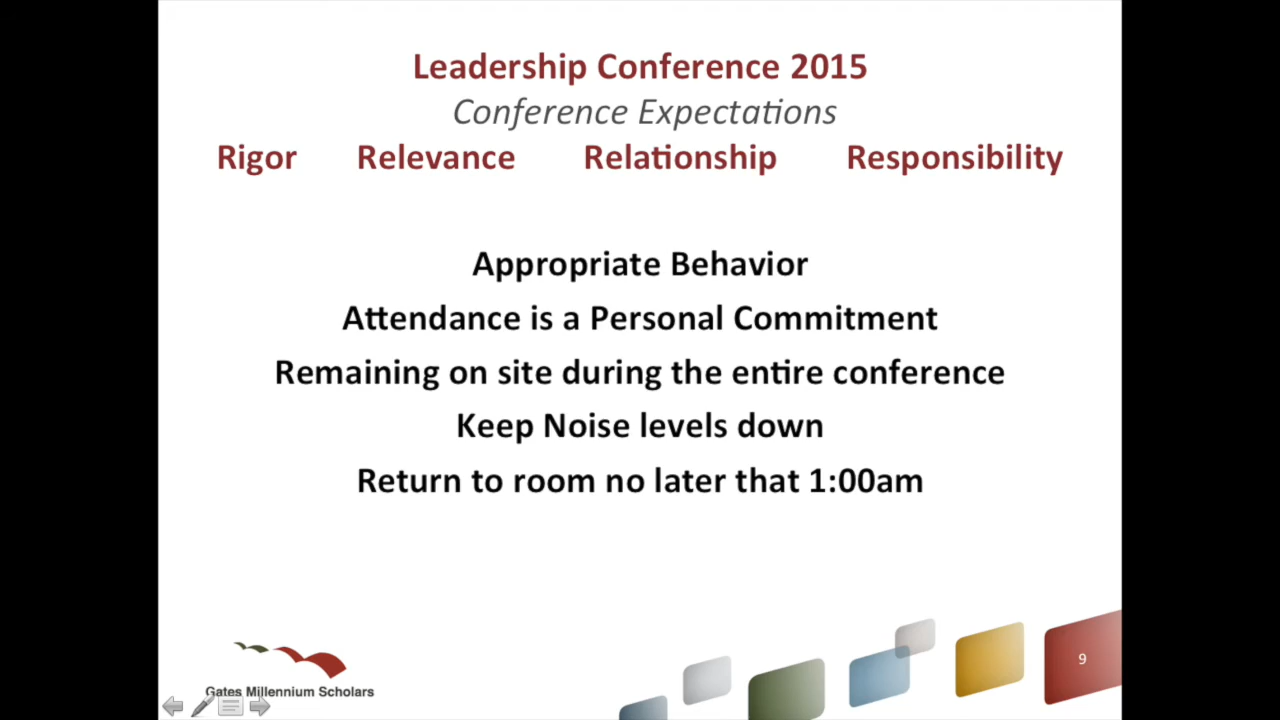 Leadership Conference 2015
Conference Expectations
Rigor Relevance Relationship Responsibility
Appropriate Behavior
Attendance is a Personal Commitment
Remaining on site during the entire conference
Keep Noise levels down
Return to room no later that 1:00am
Gates Millennium Scholars
9